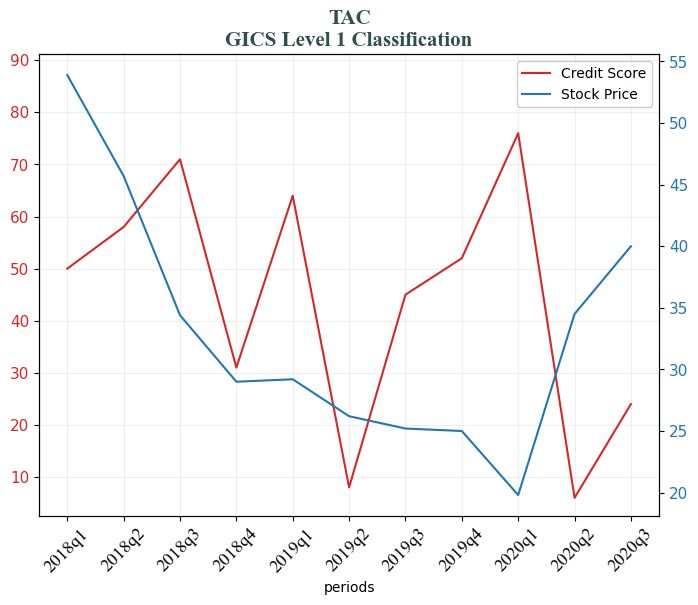 TAC
GICS Level 1 Classification
Credit Score
Stock Price
90
80
70
60
50
40
30
20
10
55
50
45
40
35
30
25
20
2018q1
2018q2
2018q3
2018q4
2019q1
2019q2
2019q3
2019q4
2020q1
2020q2
2020q3
periods